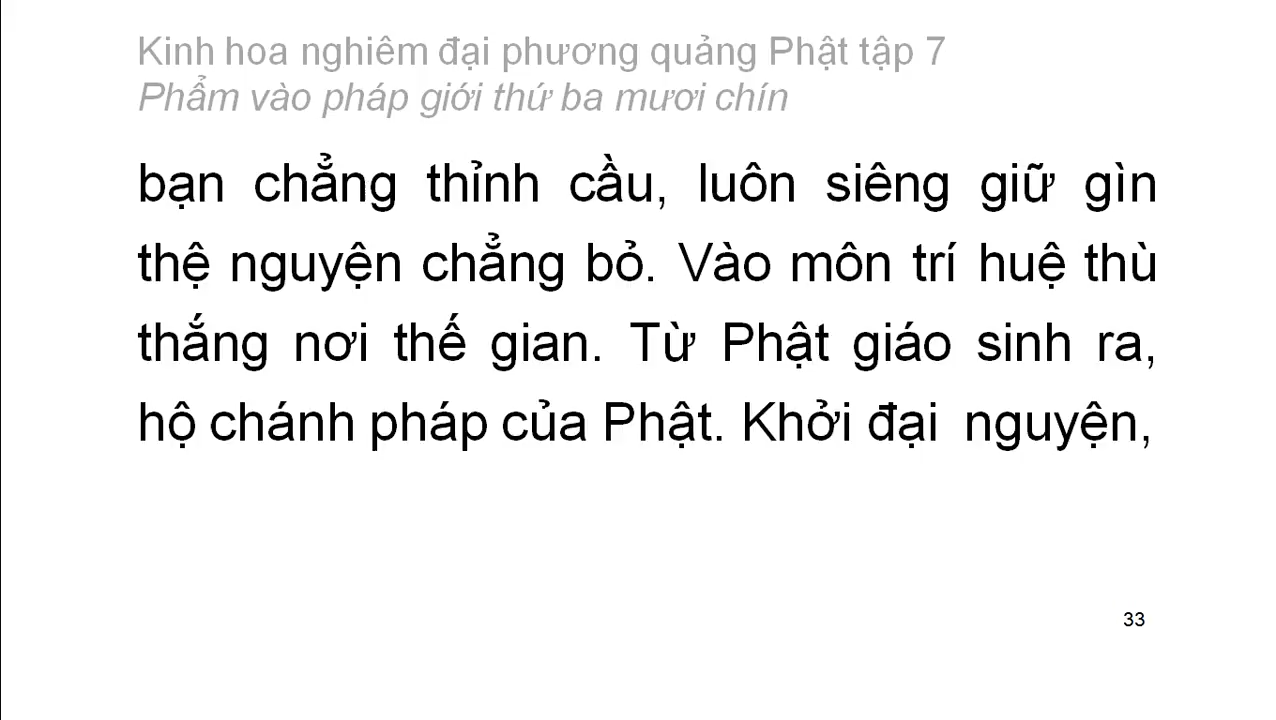 Kinh hoa nghiêm đại phương quảng Phật tập 7
Phẩm vào pháp giới thứ ba mươi chín
bạn chẳng thỉnh cầu, luôn siêng giữ gìn
thệ nguyện chẳng bỏ. Vào môn trí huệ thù
thắng nơi thế gian. Từ Phật giáo sinh ra,
hộ chánh pháp của Phật. Khởi đại nguyện,
33